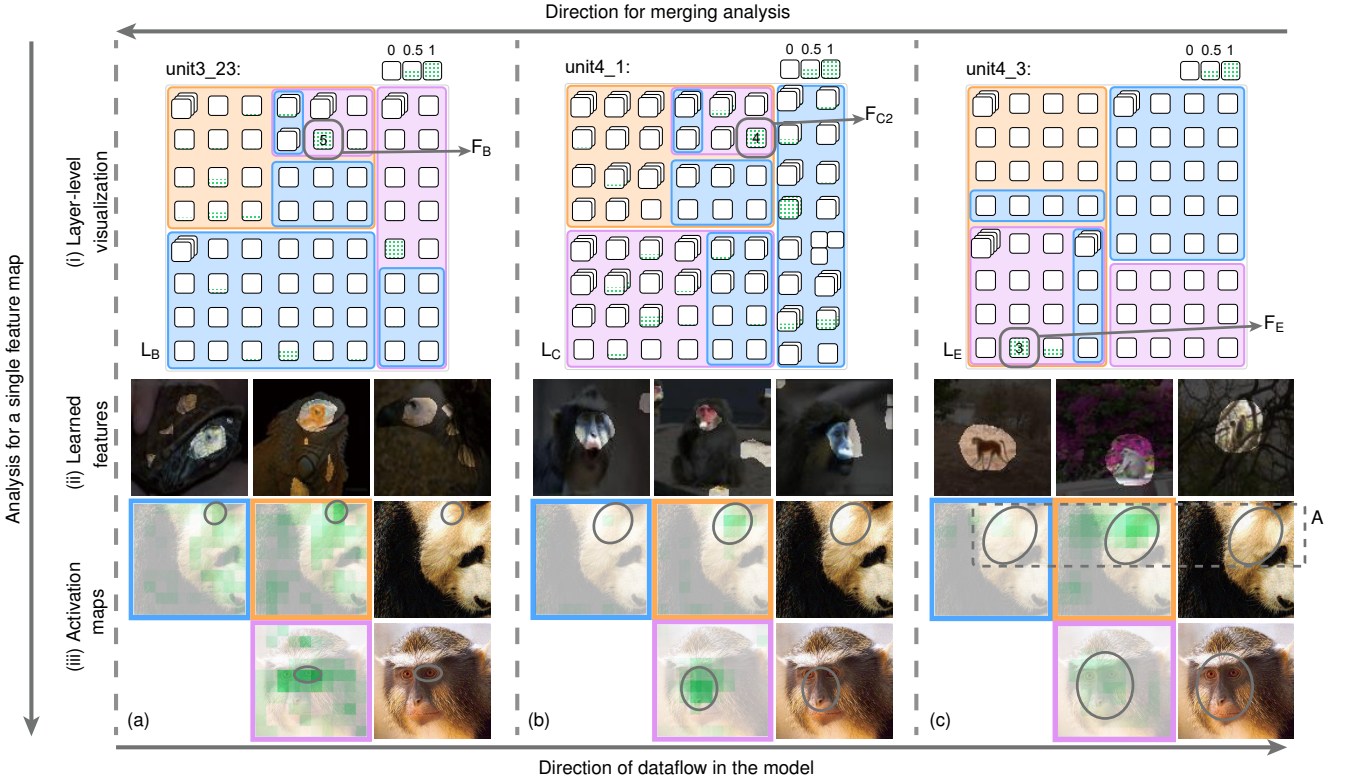 Direction for merging analysis
Analysis for a single feature map
(i) Layer-level
visualization
unit3_23:
0 0.5 1
5
F_B
L_B
unit4_1:
0 0.5 1
4
F_C2
L_C
unit4_3:
0 0.5 1
3
F_E
L_E
(ii) Learned
features
(iii) Activation
maps
A
(a)
(b)
(c)
Direction of dataflow in the model